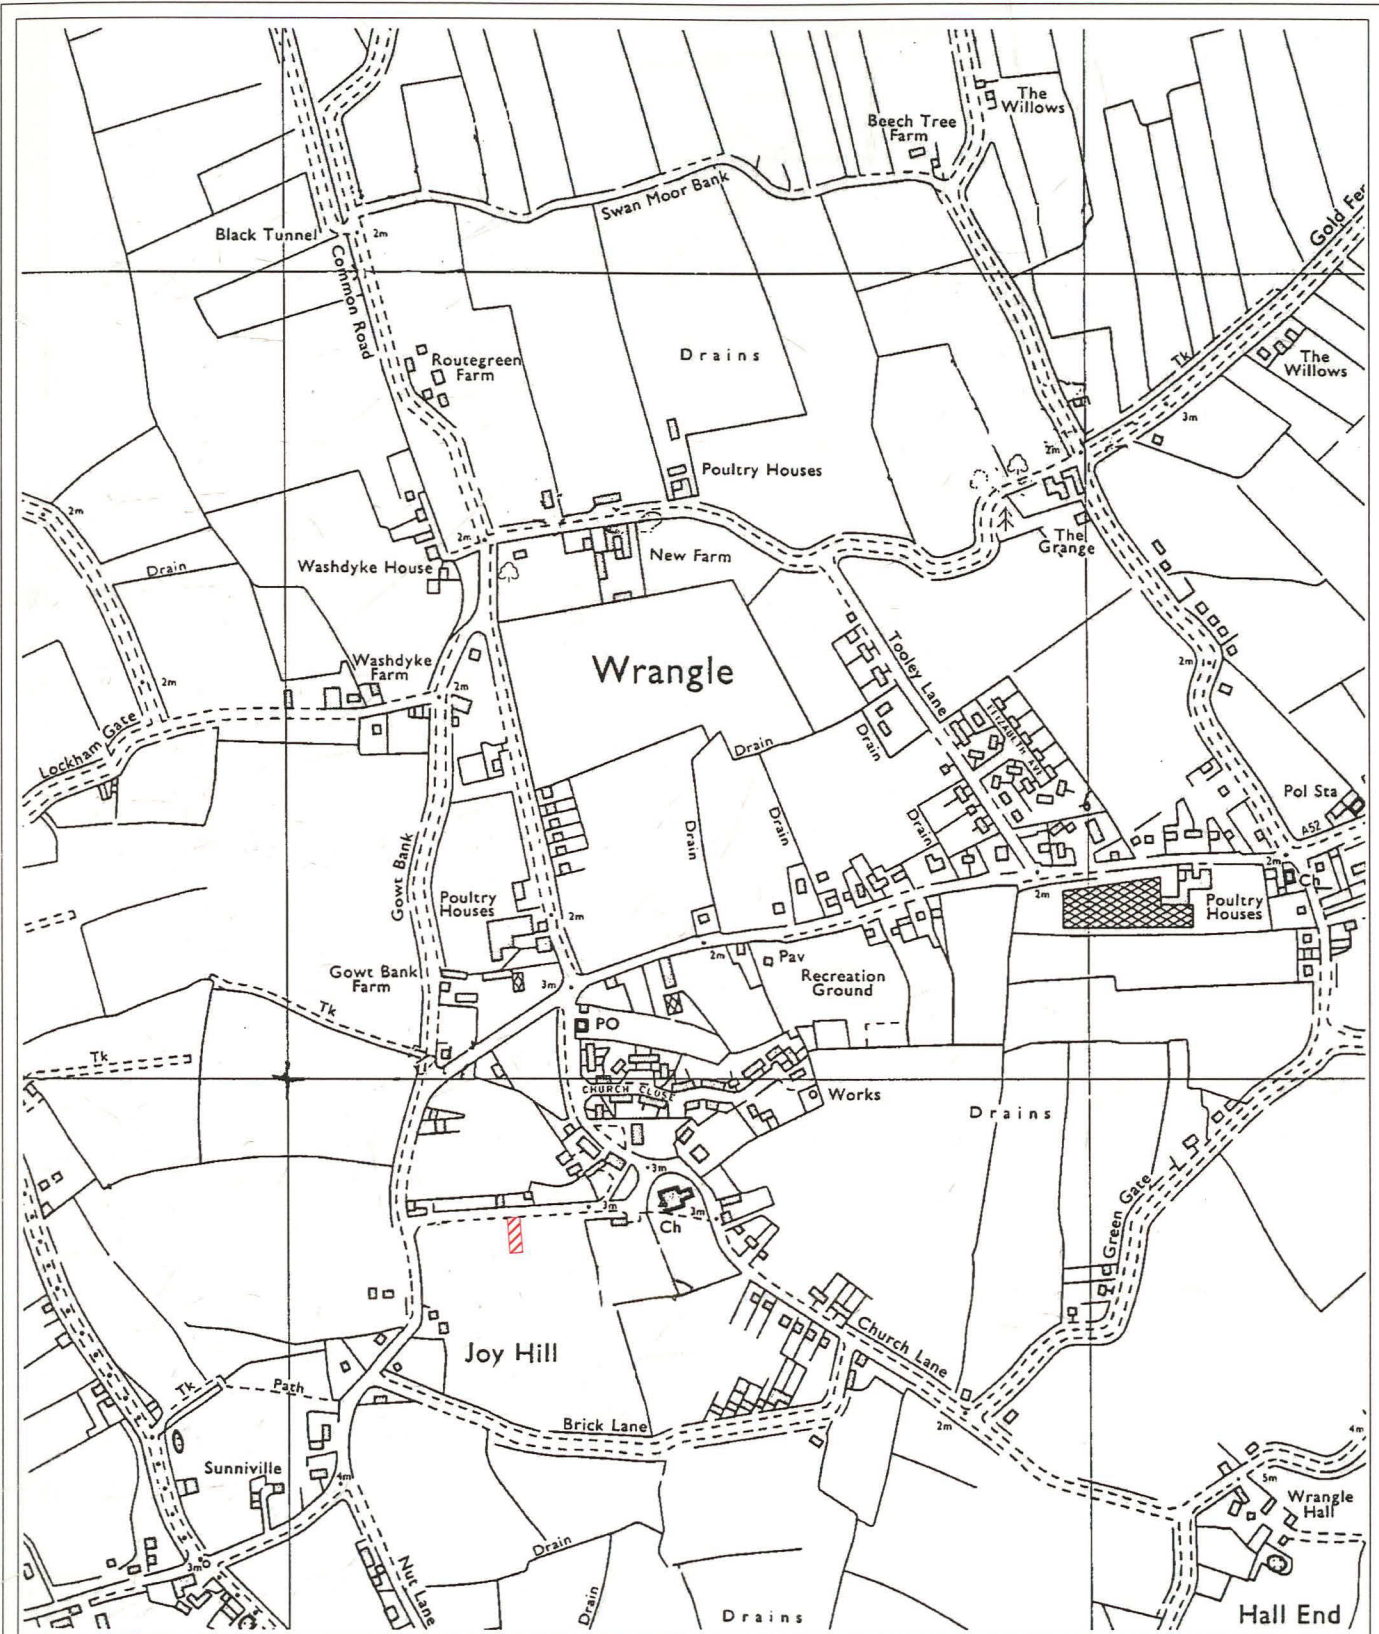 The
Willows
Beech Tree
Farm
Swan Moor Bank
Black Tunnel
2m
Common Road
Gold Fen
Tk
Routegreen
Farm
Drains
The
Willows
3m
2m
Poultry Houses
2m
2m
The
Grange
New Farm
Drain
Washdyke House
Tooley Lane
Washdyke
Farm
Wrangle
2m
2m
2m
ELIZABETH AVE
Lockham Gate
Drain
Drain
Pol Sta
A52
Drain
Drain
Drain
Gowt Bank
2m
Ch
2m
Poultry
Houses
Poultry
Houses
2m
2m
Pav
Recreation
Ground
Gowt Bank
Farm
3m
Tk
PO
Tk
CHURCH CLOSE
Works
Drains
3m
3m
3m
Ch
Green Gate
Joy Hill
Church Lane
Tk
Path
Brick Lane
2m
4m
Sunniville
4m
5m
Wrangle
Hall
Drain
3m
Nut Lane
Drain
Drains
Hall End